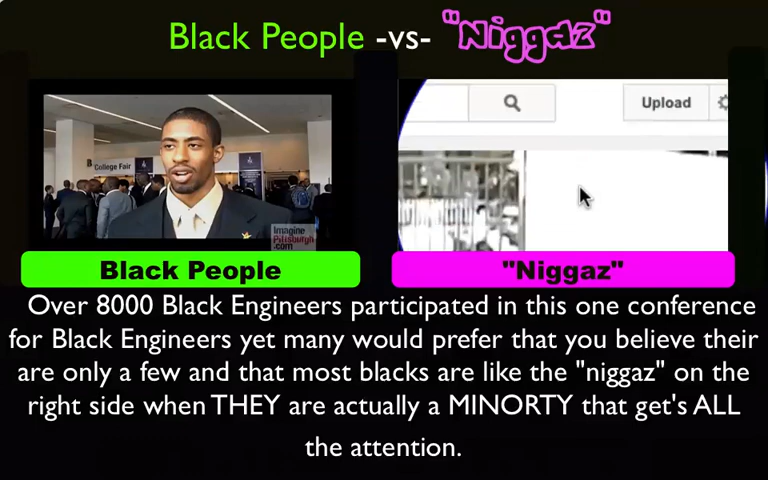 Black People -vs- "Niggaz"
College Fair
Upload
Imagine
Pittsburgh
.com
Black People
"Niggaz"
Over 8000 Black Engineers participated in this one conference
for Black Engineers yet many would prefer that you believe their
are only a few and that most blacks are like the "niggaz" on the
right side when THEY are actually a MINORTY that get's ALL
the attention.